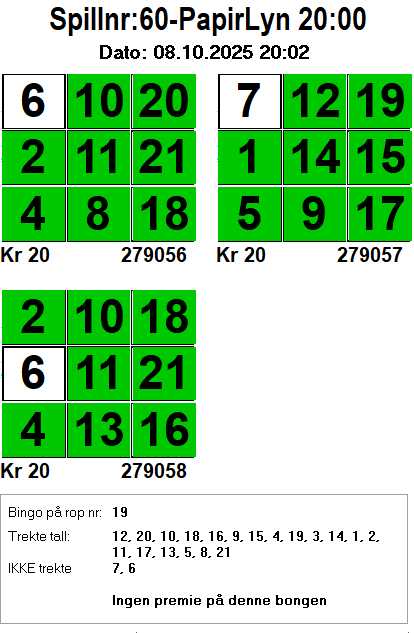 Spillnr:60-PapirLyn 20:00
Dato: 08.10.2025 20:02
6 10 20 7 12 19
2 11 21 1 14 15
4 8 18 5 9 17
Kr 20 279056 Kr 20 279057
2 10 18
6 11 21
4 13 16
Kr 20 279058
Bingo på rop nr: 19
Trekte tall: 12, 20, 10, 18, 16, 9, 15, 4, 19, 3, 14, 1, 2,
11, 17, 13, 5, 8, 21
IKKE trekte 7, 6
Ingen premie på denne bongen